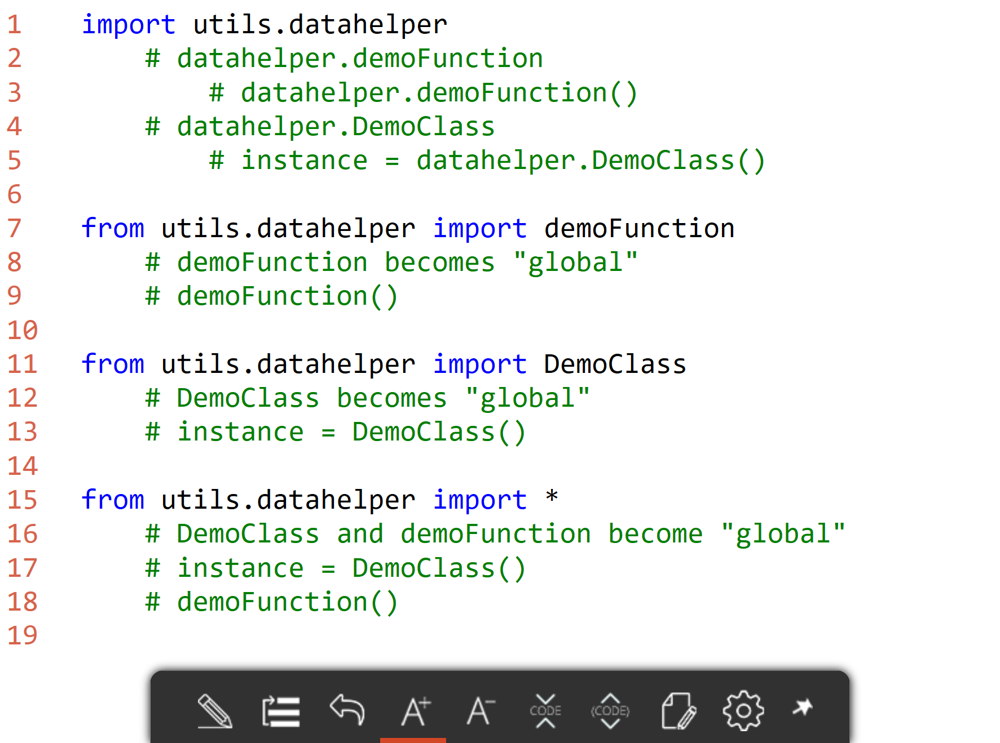 1 import utils.datahelper
2 # datahelper.demoFunction
3 # datahelper.demoFunction()
4 # datahelper.DemoClass
5 # instance = datahelper.DemoClass()
6
7 from utils.datahelper import demoFunction
8 # demoFunction becomes "global"
9 # demoFunction()
10
11 from utils.datahelper import DemoClass
12 # DemoClass becomes "global"
13 # instance = DemoClass()
14
15 from utils.datahelper import *
16 # DemoClass and demoFunction become "global"
17 # instance = DemoClass()
18 # demoFunction()
19
A+ A- CODE (CODE)